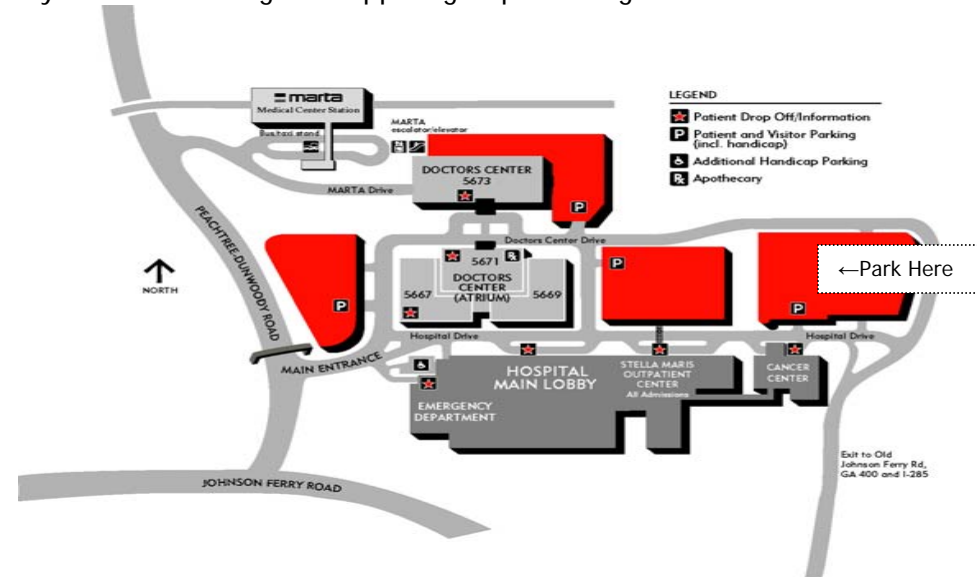 LEGEND
Patient Drop Off/Information
P Patient and Visitor Parking
(incl. handicap)
Additional Handicap Parking
Rx Apothecary
marta
Medical Center Station
Bus/taxi stand
MARTA
escalator/elevator
DOCTORS CENTER
5673
MARTA Drive
P
Doctors Center Drive
PEACHTREE-DUNWOODY ROAD
NORTH
P
5671
Rx
DOCTORS
CENTER
(ATRIUM)
5667
5669
P
←Park Here
P
Hospital Drive
Hospital Drive
MAIN ENTRANCE
HOSPITAL
MAIN LOBBY
STELLA MARIS
OUTPATIENT
CENTER
All Admissions
CANCER
CENTER
EMERGENCY
DEPARTMENT
Exit to Old
Johnson Ferry Rd,
GA 400 and I-285
JOHNSON FERRY ROAD